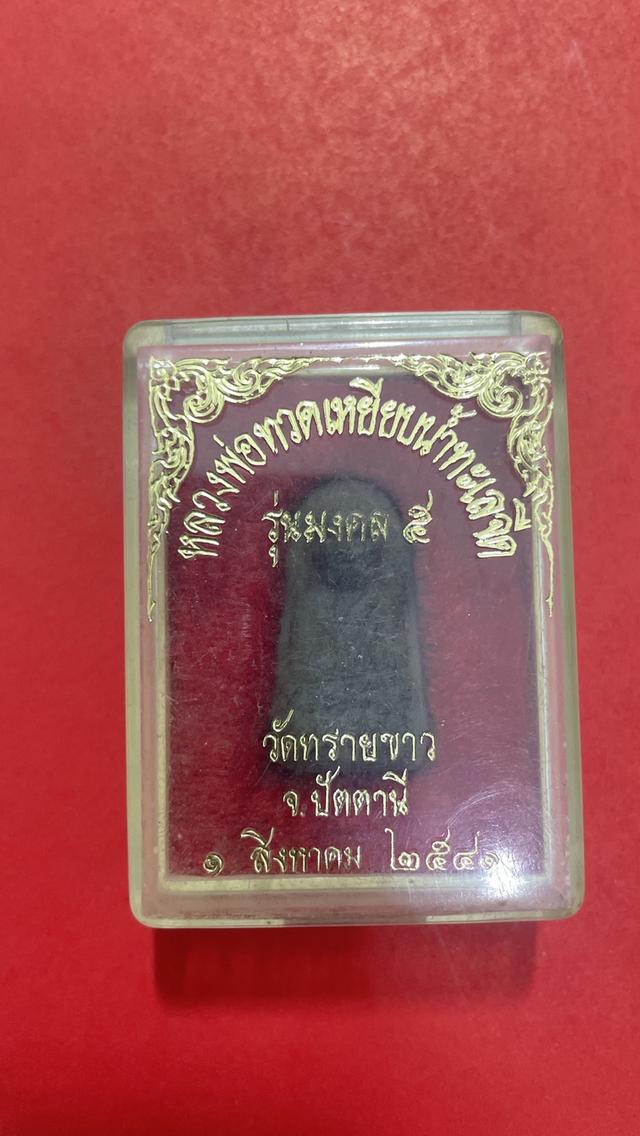 หลวงพ่อทวดเหยียบน้ำทะเลจืด
รุ่นมงคล ๕
วัดทรายขาว
จ.ปัตตานี
๑ สิงหาคม ๒๕๔๑